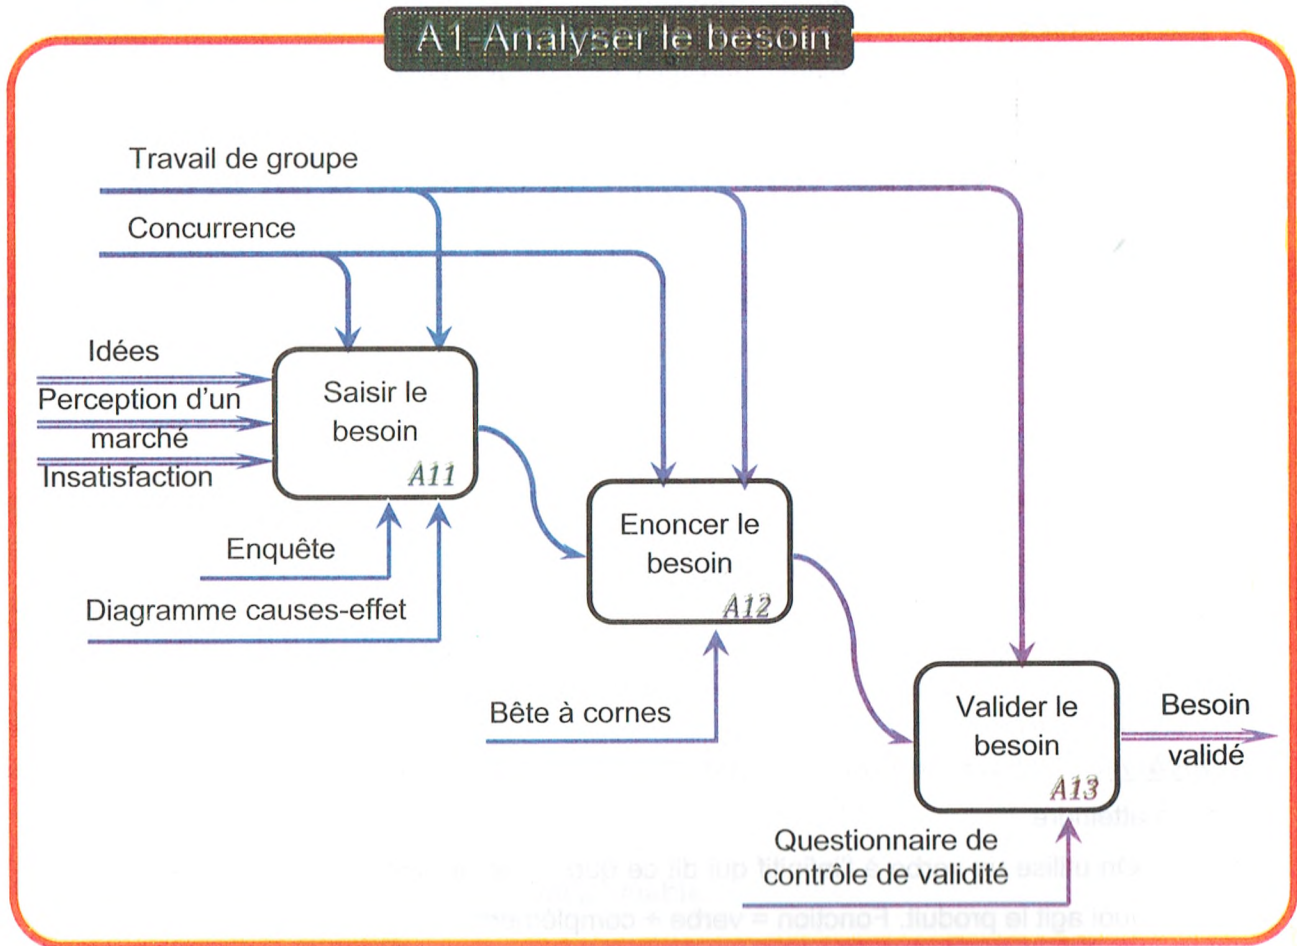 A1-Analyser le besoin
Travail de groupe
Concurrence
Idées
Perception d'un
marché
Insatisfaction
Saisir le
besoin
A11
Enquête
Diagramme causes-effet
Enoncer le
besoin
A12
Bête à cornes
Valider le
besoin
A13
Besoin
validé
Questionnaire de
contrôle de validité